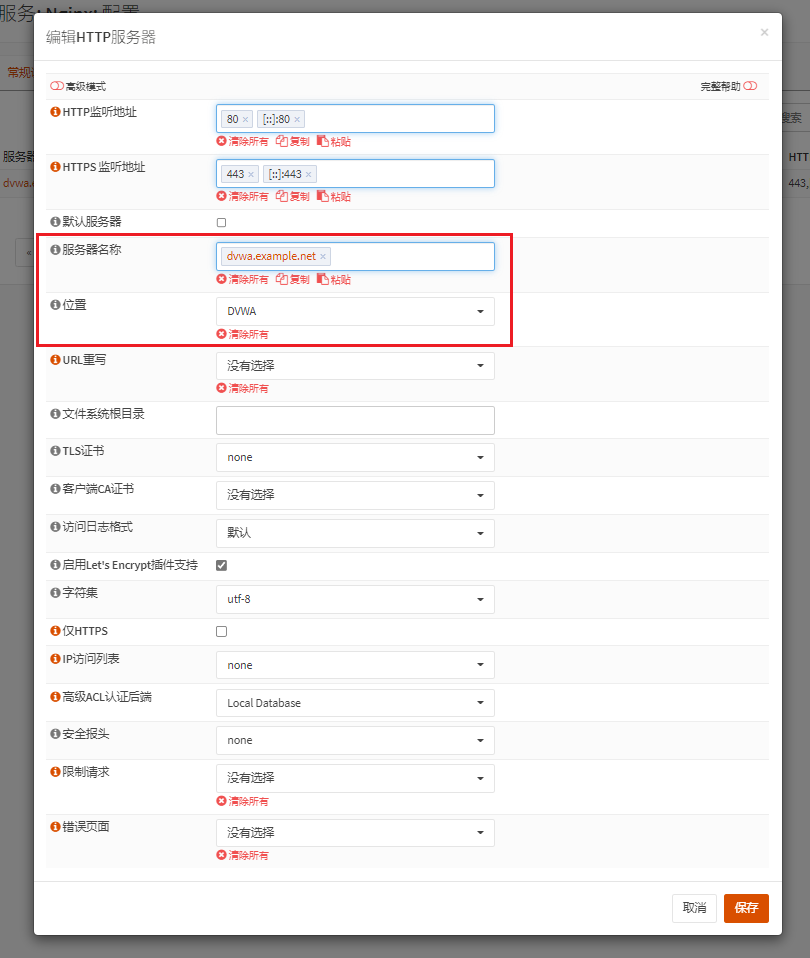 服务: Nginx: 配置
编辑HTTP服务器
×
常规
高级模式
完整帮助
搜索
HTTP监听地址
80 × [::]:80 ×
清除所有 复制 粘贴
服务器
HTTP
HTTPS 监听地址
443 × [::]:443 ×
dvwa.
443,
清除所有 复制 粘贴
默认服务器
服务器名称
dvwa.example.net ×
«
清除所有 复制 粘贴
位置
DVWA
清除所有
URL重写
没有选择
清除所有
文件系统根目录
TLS证书
none
客户端CA证书
没有选择
访问日志格式
默认
启用Let's Encrypt插件支持
字符集
utf-8
仅HTTPS
IP访问列表
none
高级ACL认证后端
Local Database
安全报头
none
限制请求
没有选择
清除所有
错误页面
没有选择
清除所有
取消
保存